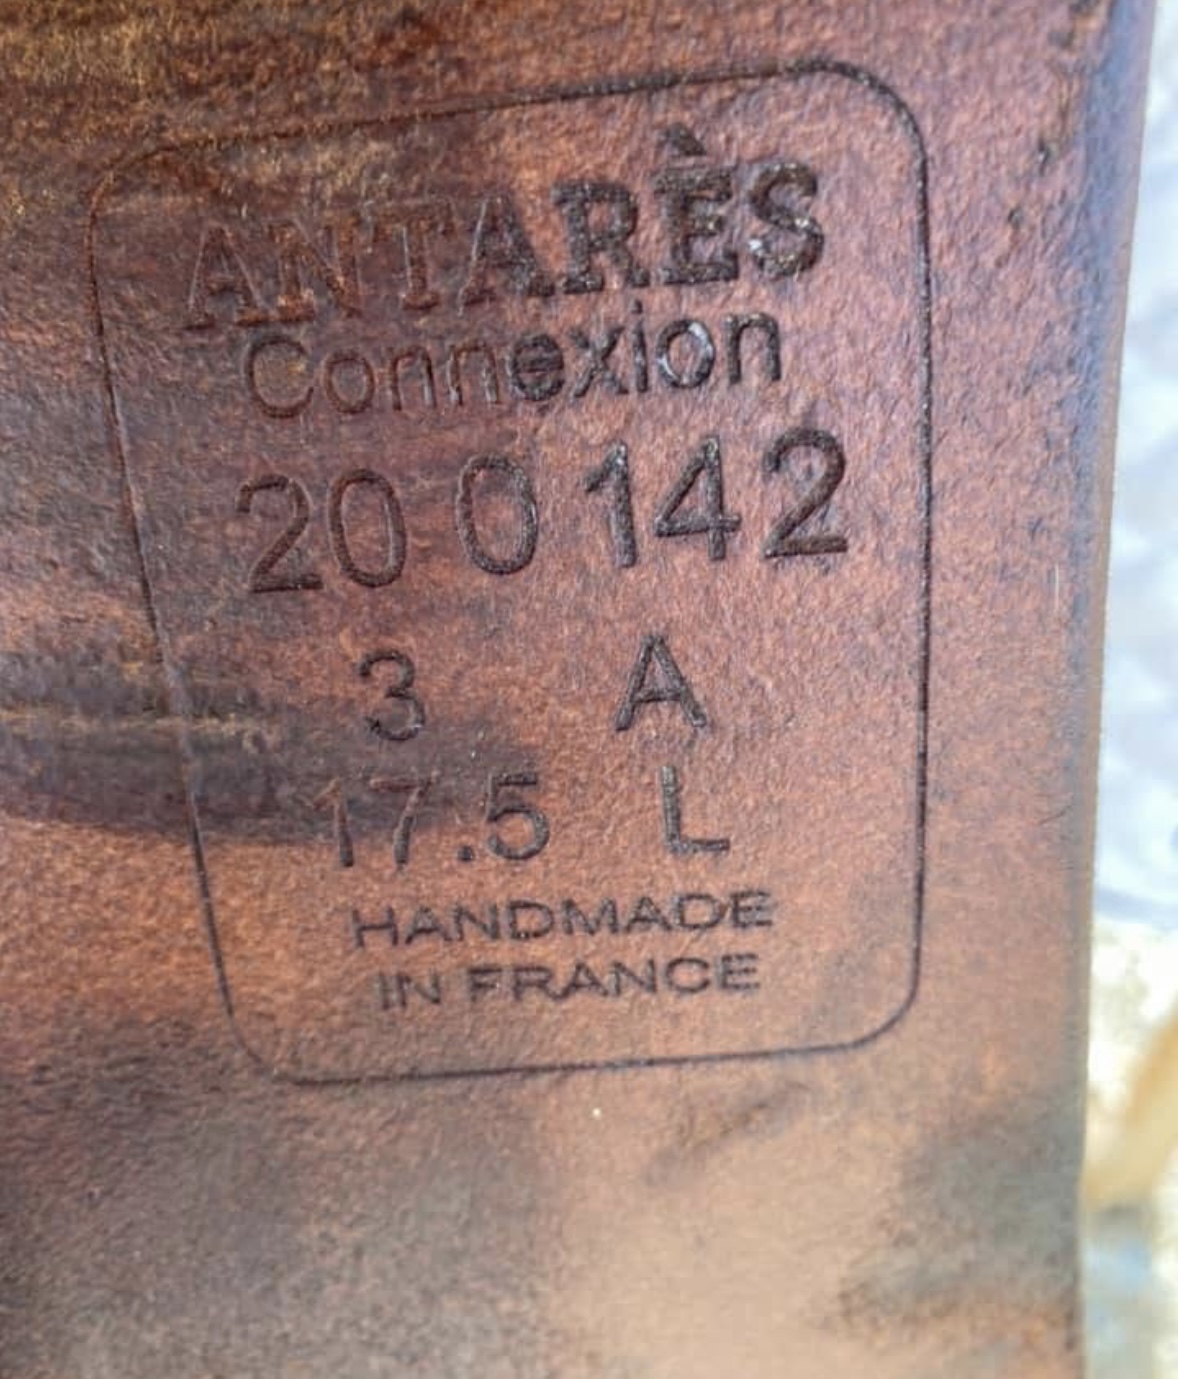 ANTARÈS
Connexion
20 0142
3 A
17.5 L
HANDMADE
IN FRANCE